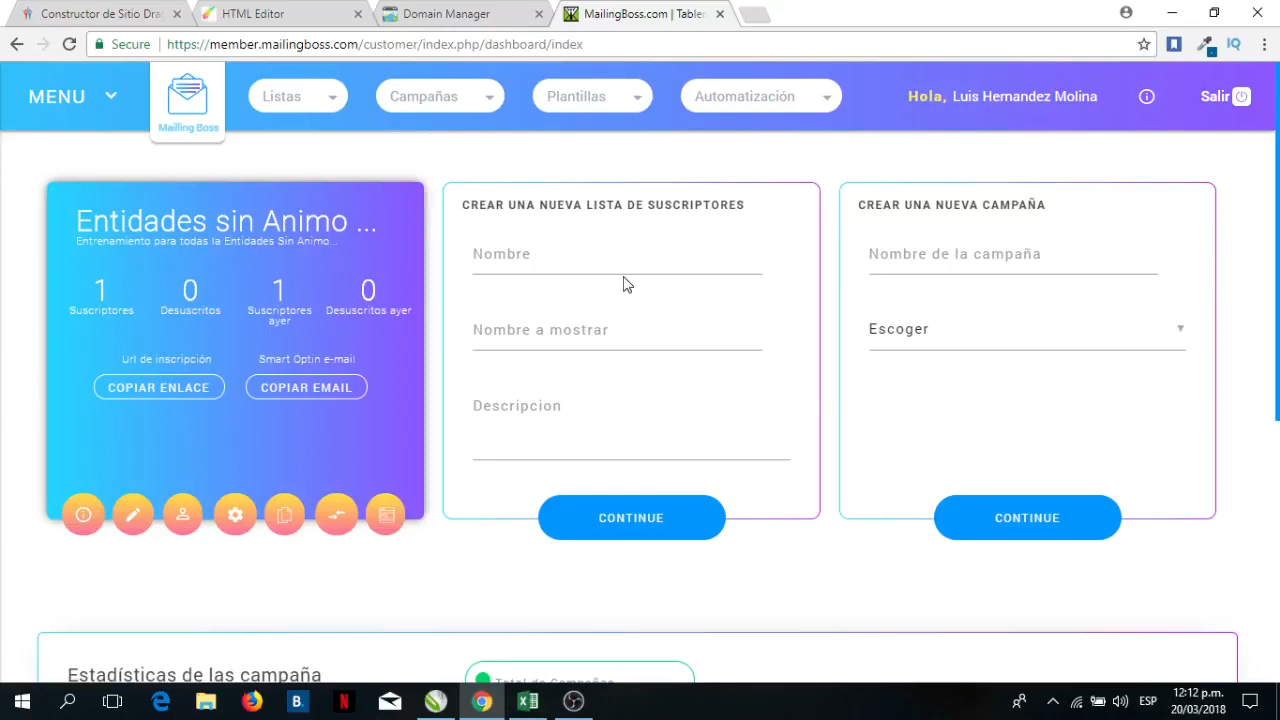 Constructor de Sitio Drag
HTML Editor
Domain Manager
MailingBoss.com | Tabler
Secure https://member.mailingboss.com/customer/index.php/dashboard/index
IQ
MENU
Mailling Boss
Listas
Campañas
Plantillas
Automatización
Hola, Luis Hernandez Molina
Salir
Entidades sin Animo ...
Entrenamiento para todas la Entidades Sin Animo...
1 0 1 0
Suscriptores Desuscritos Suscriptores ayer Desuscritos ayer
Url de inscripción Smart Optin e-mail
COPIAR ENLACE COPIAR EMAIL
CREAR UNA NUEVA LISTA DE SUSCRIPTORES
Nombre
Nombre a mostrar
Descripcion
CONTINUE
CREAR UNA NUEVA CAMPAÑA
Nombre de la campaña
Escoger
CONTINUE
Estadísticas de las campaña
Total de Campañas
B.
N
ESP
12:12 p.m.
20/03/2018